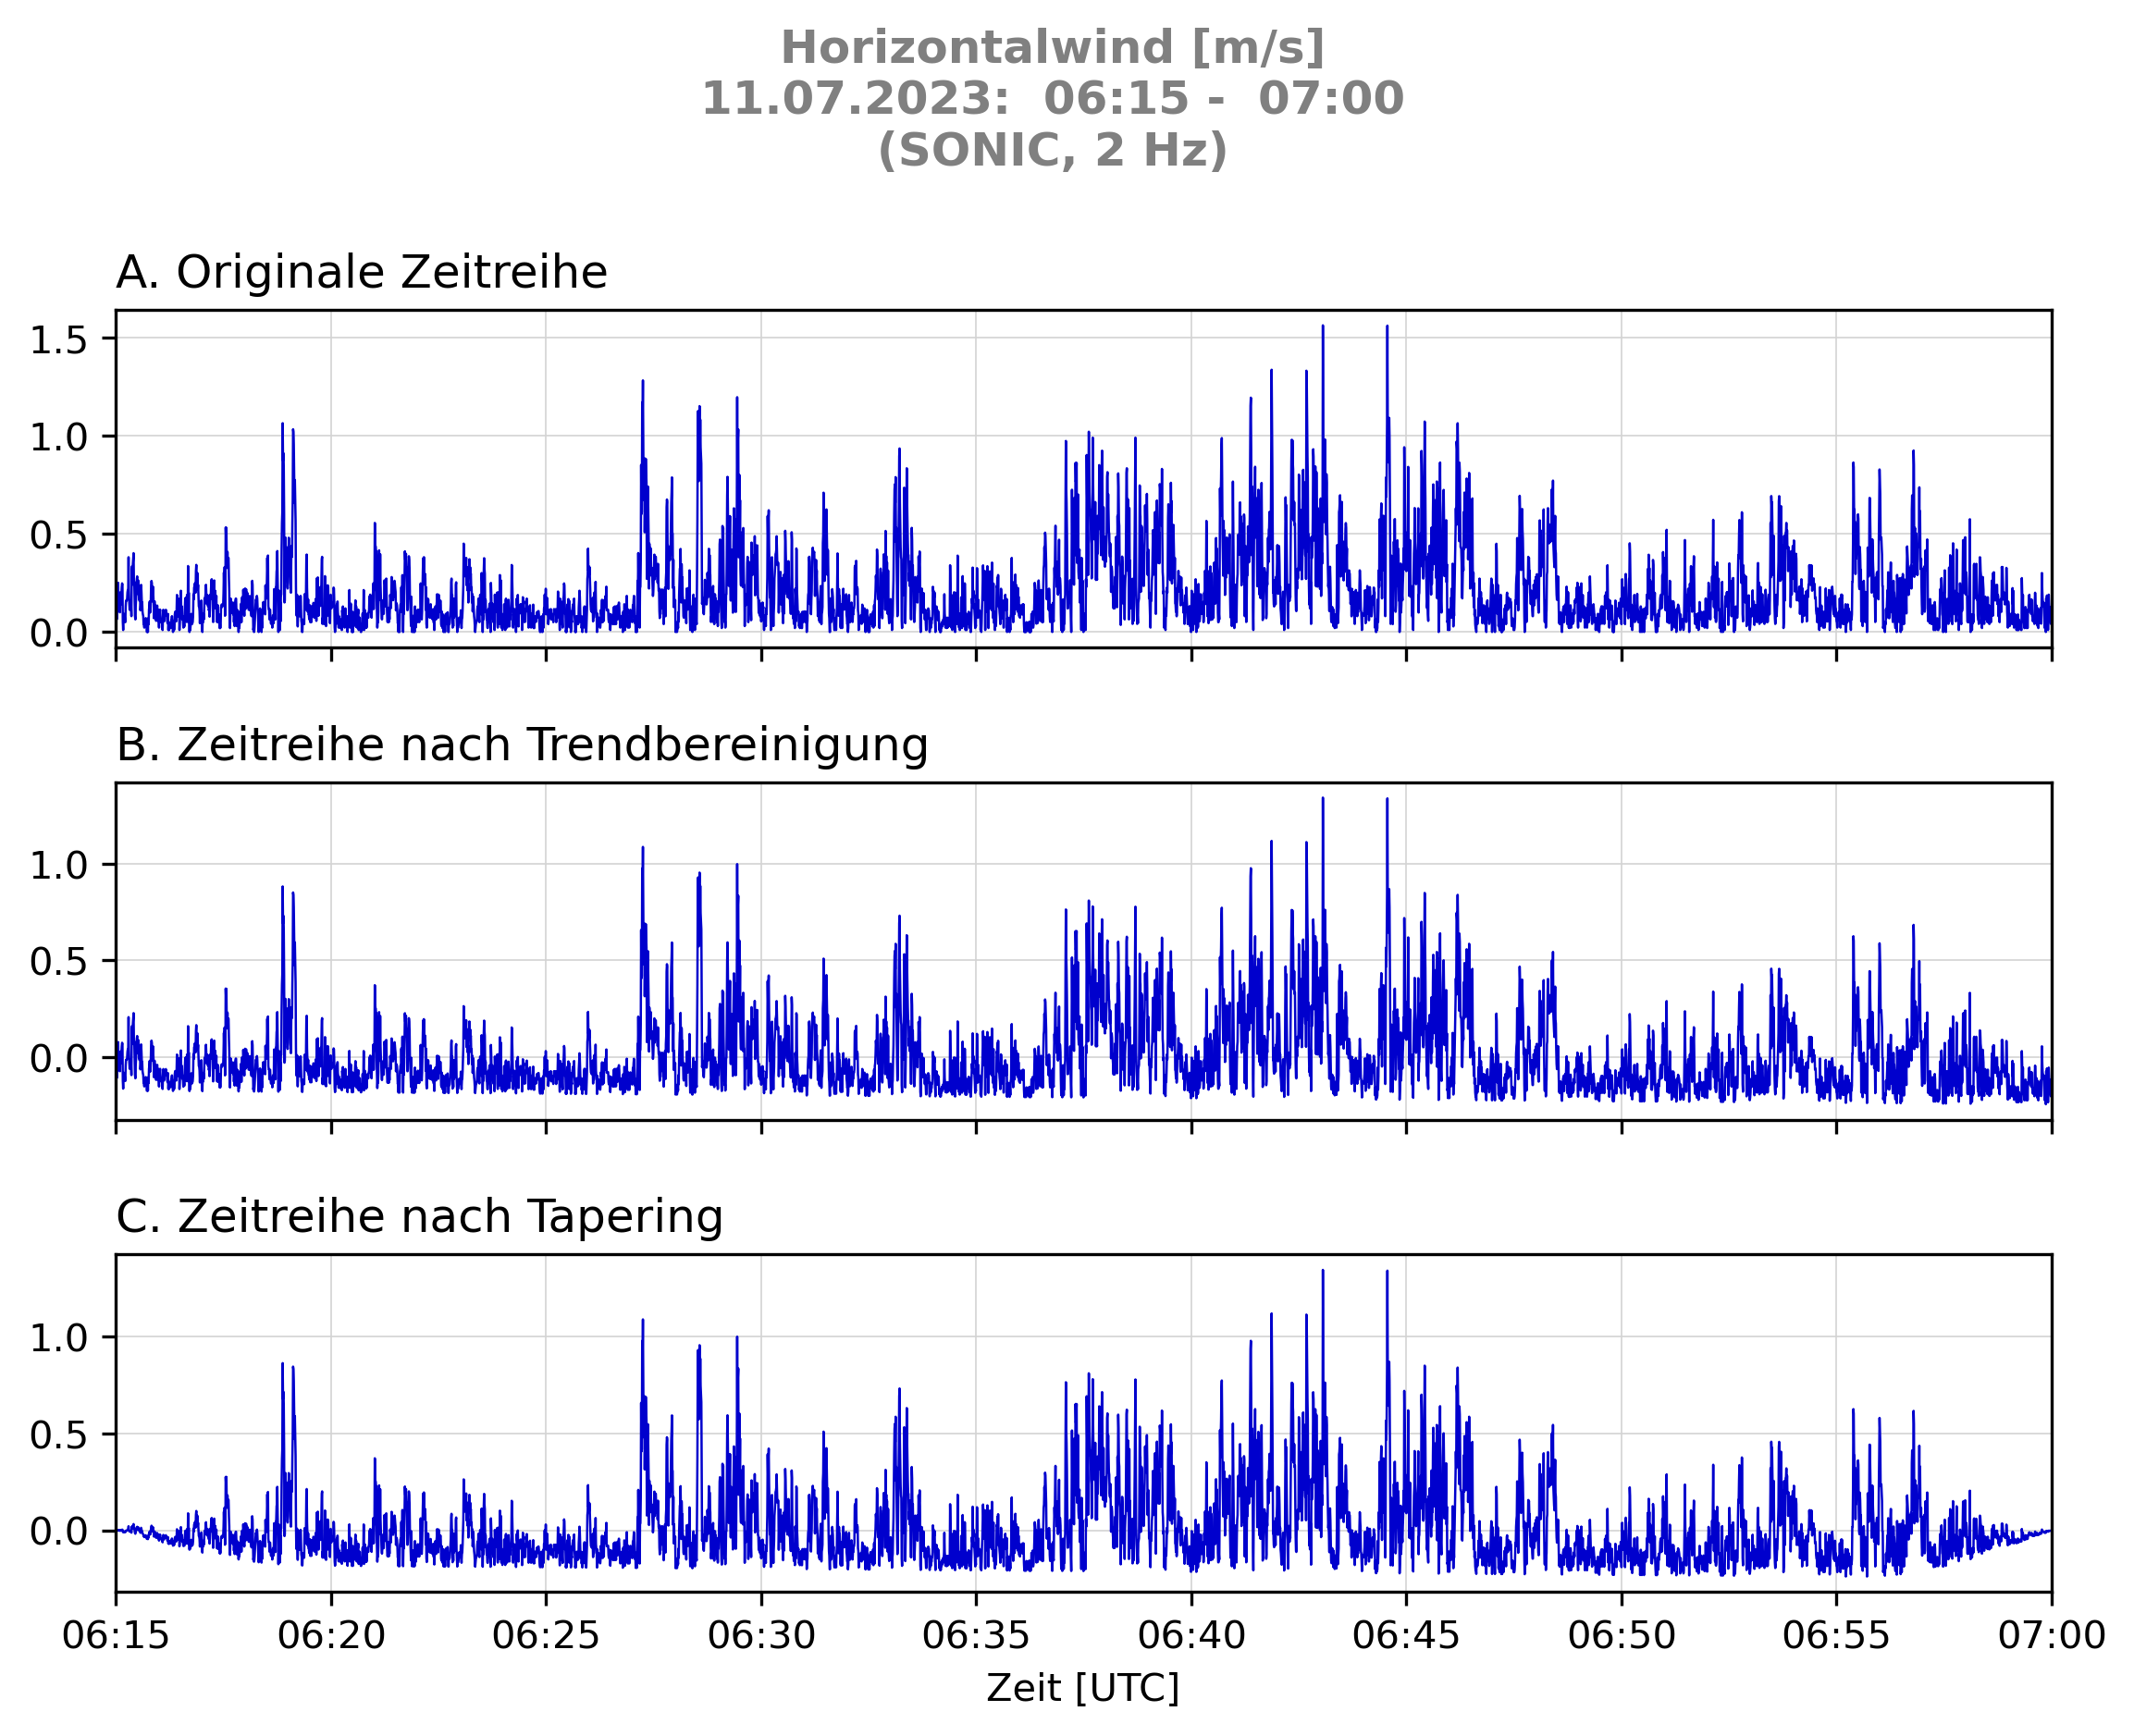 Horizontalwind [m/s]
11.07.2023:  06:15 -  07:00
(SONIC, 2 Hz)
A. Originale Zeitreihe
1.5
1.0
0.5
0.0
B. Zeitreihe nach Trendbereinigung
1.0
0.5
0.0
C. Zeitreihe nach Tapering
1.0
0.5
0.0
06:15 06:20 06:25 06:30 06:35 06:40 06:45 06:50 06:55 07:00
Zeit [UTC]